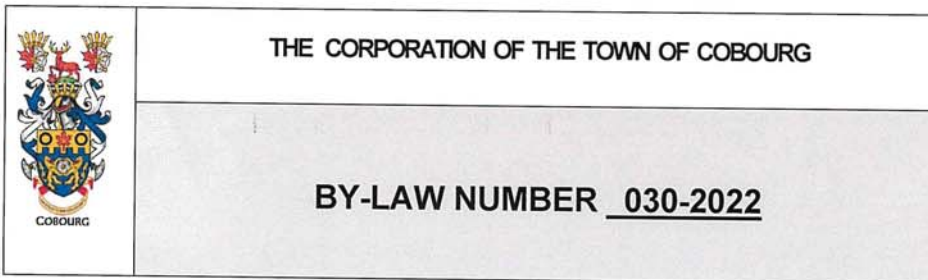 THE CORPORATION OF THE TOWN OF COBOURG
COBOURG
BY-LAW NUMBER 030-2022